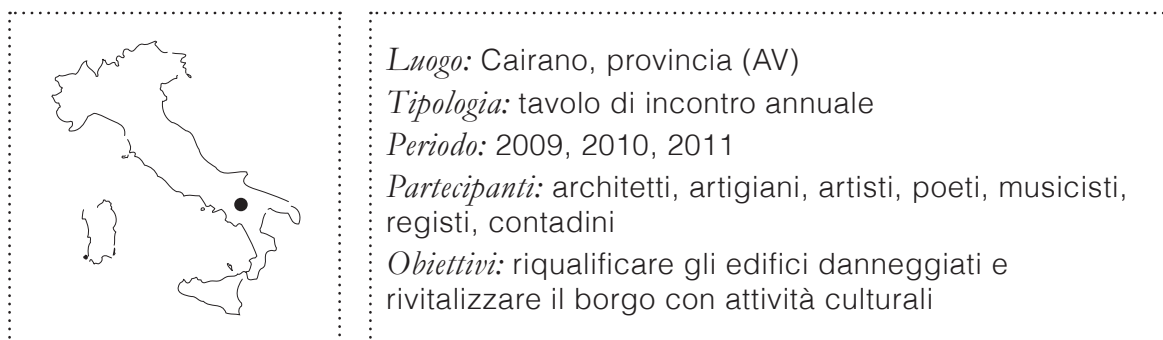 Luogo: Cairano, provincia (AV)
Tipologia: tavolo di incontro annuale
Periodo: 2009, 2010, 2011
Partecipanti: architetti, artigiani, artisti, poeti, musicisti,
registi, contadini
Obiettivi: riqualificare gli edifici danneggiati e
rivitalizzare il borgo con attività culturali